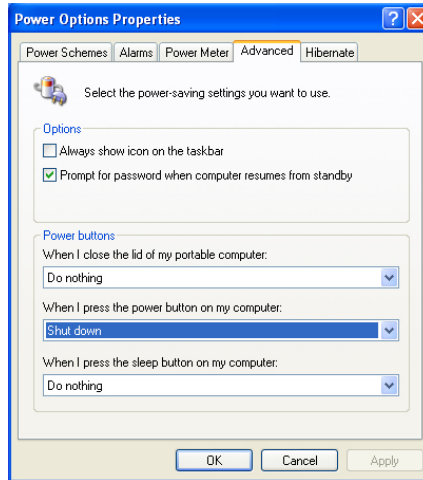 Power Options Properties
Power Schemes Alarms Power Meter Advanced Hibernate
Select the power-saving settings you want to use.
Options
Always show icon on the taskbar
Prompt for password when computer resumes from standby
Power buttons
When I close the lid of my portable computer:
Do nothing
When I press the power button on my computer:
Shut down
When I press the sleep button on my computer:
Do nothing
OK Cancel Apply